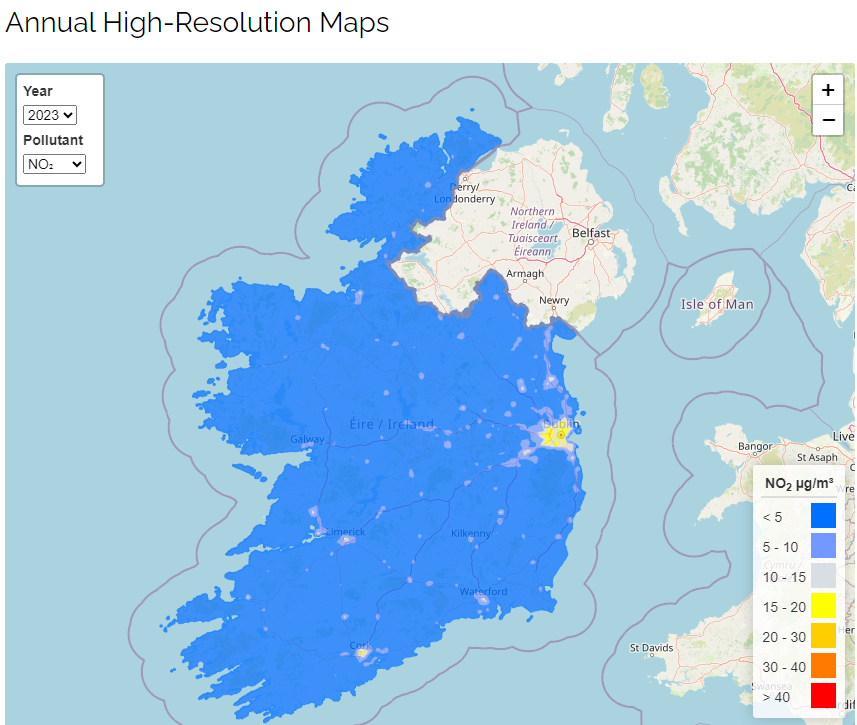 Annual High-Resolution Maps
Year
2023
Pollutant
NO₂
+
−
Derry/
Londonderry
Northern
Ireland /
Tuaisceart
Éireann
Belfast
Armagh
Newry
Isle of Man
Éire / Ireland
Dublin
Galway
Limerick
Kilkenny
Waterford
Cork
Bangor
St Asaph
Live
St Davids
Cymru /
Swansea
NO₂ µg/m³
< 5
5 - 10
10 - 15
15 - 20
20 - 30
30 - 40
> 40